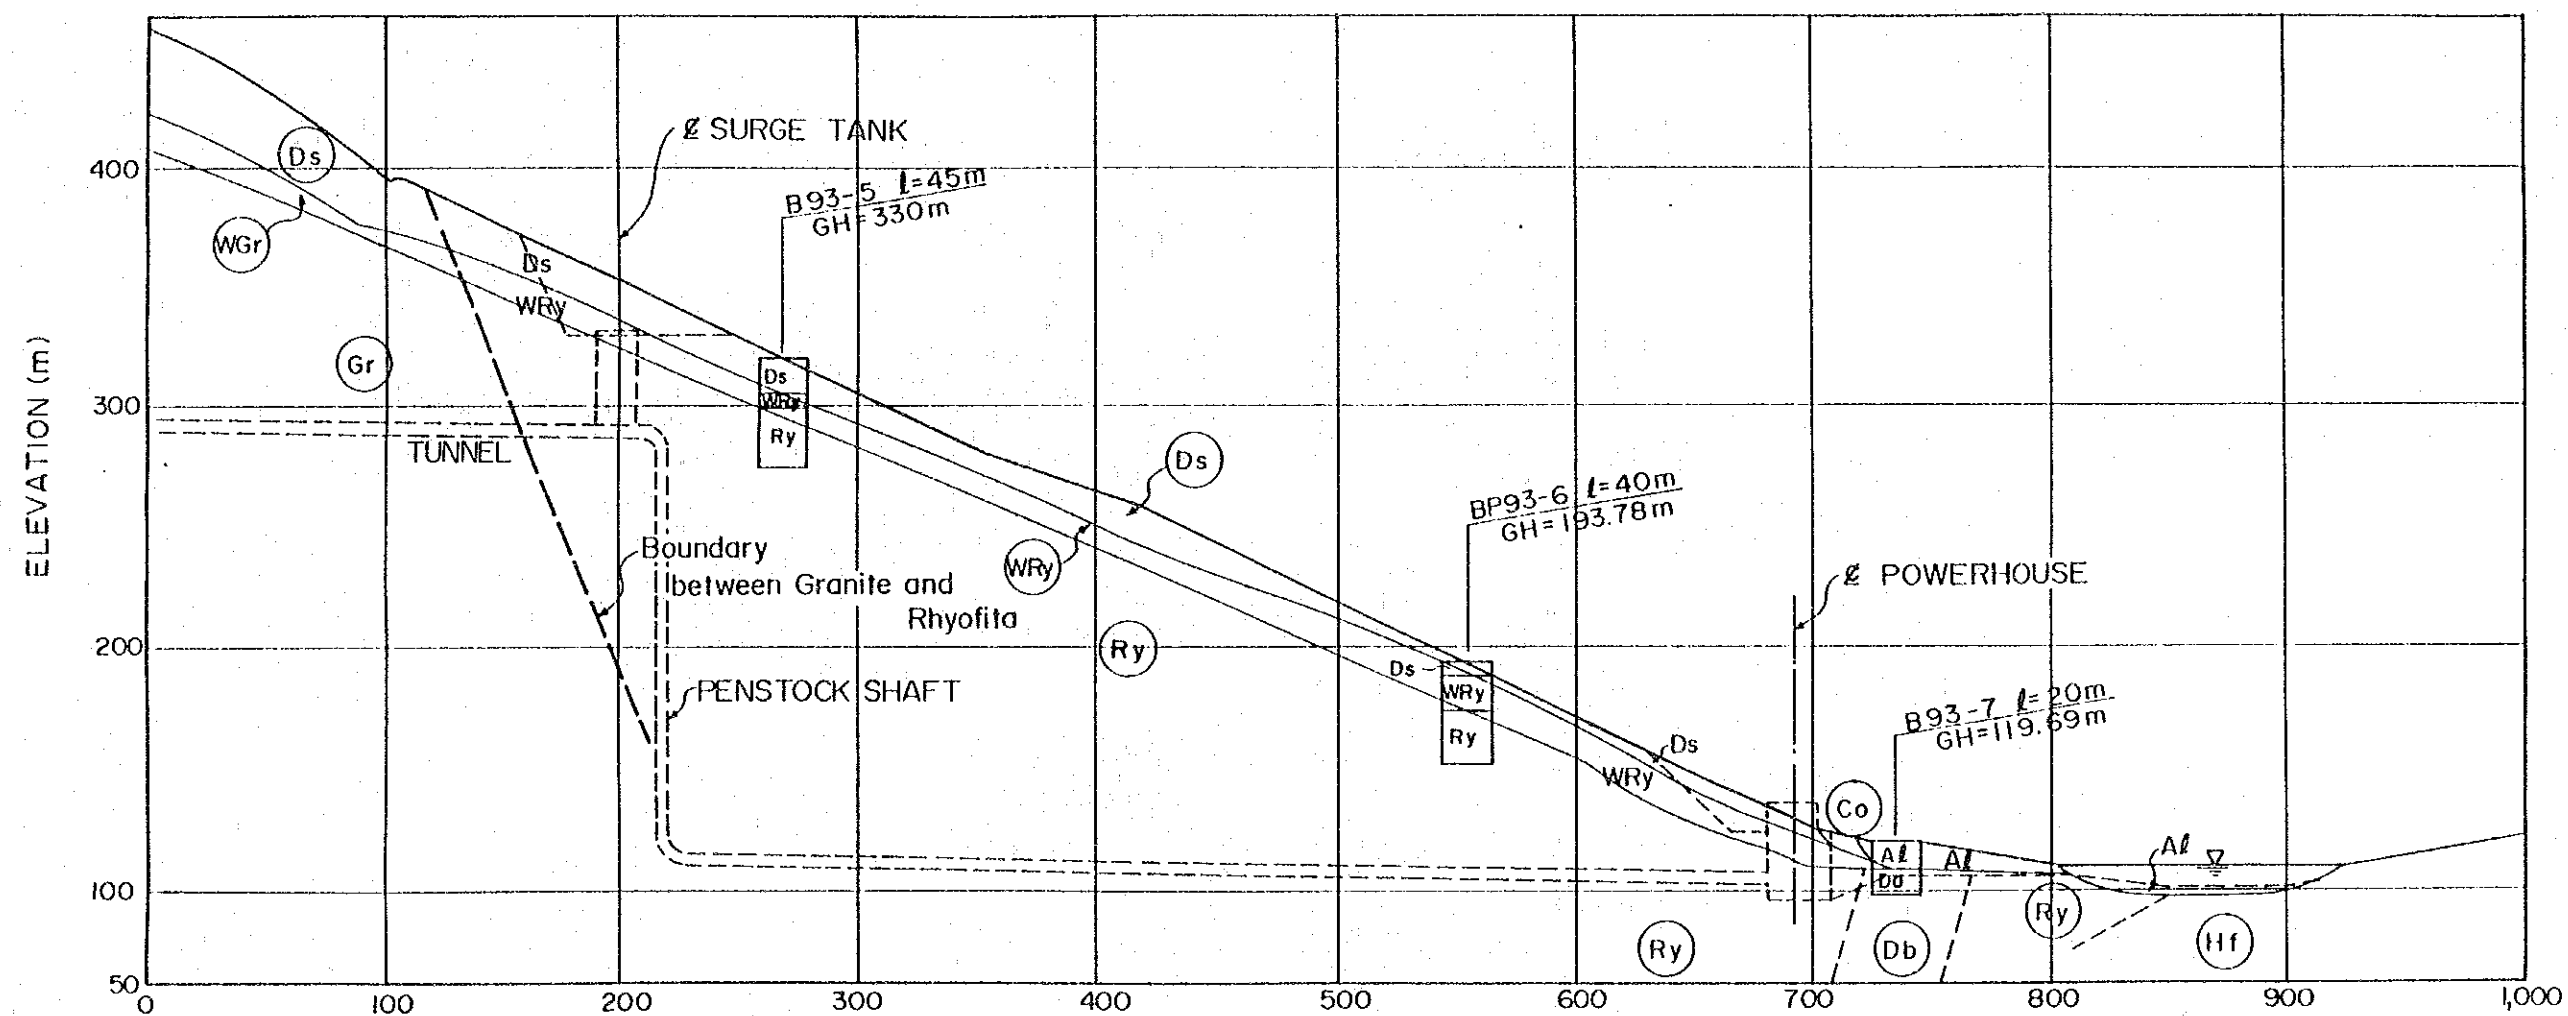 ℄ SURGE TANK
B93-5 ℓ=45m
GH=330m
Ds
400
WGr
Ds
WRy
Gr
ELEVATION (m)
300
Ds
WRy
Ry
TUNNEL
Ds
BP93-6 ℓ=40m
GH=193.78m
Boundary
between Granite and
Rhyofita
WRy
℄ POWERHOUSE
200
Ry
Ds
WRy
Ry
PENSTOCK SHAFT
B93-7 ℓ=20m
GH=119.69m
Ds
WRy
Co
Aℓ
Aℓ
Aℓ
100
Ry
Ry
Db
Hf
50
0 100 200 300 400 500 600 700 800 900 1,000